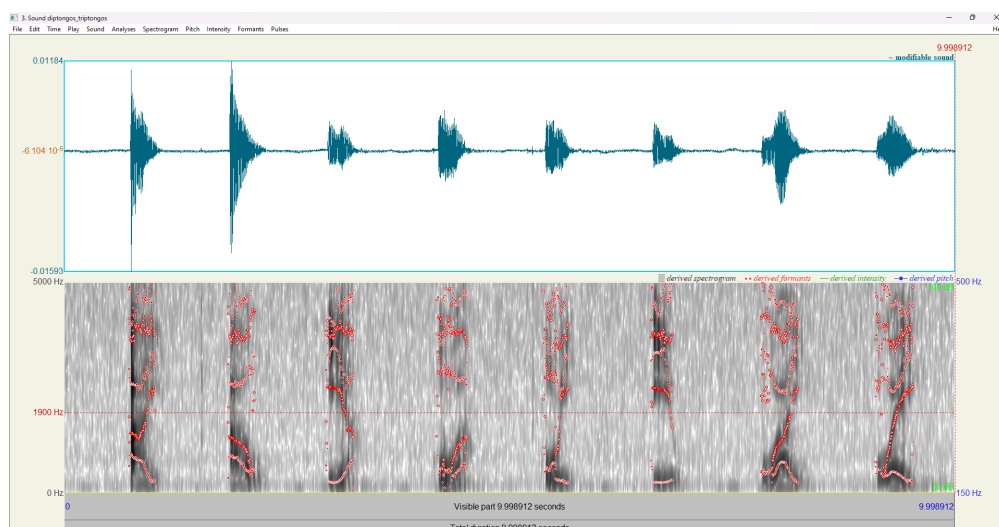 3. Sound diptongos_triptongos
File Edit Time Play Sound Analyses Spectrogram Pitch Intensity Formants Pulses He
9.998912
0.01184
~ modifiable sound
-6.104·10-5
-0.01593
derived spectrogram derived formants derived intensity derived pitch
5000 Hz 500 Hz
1900 Hz
0 Hz 150 Hz
0 Visible part 9.998912 seconds 9.998912
Total duration 9.998912 seconds